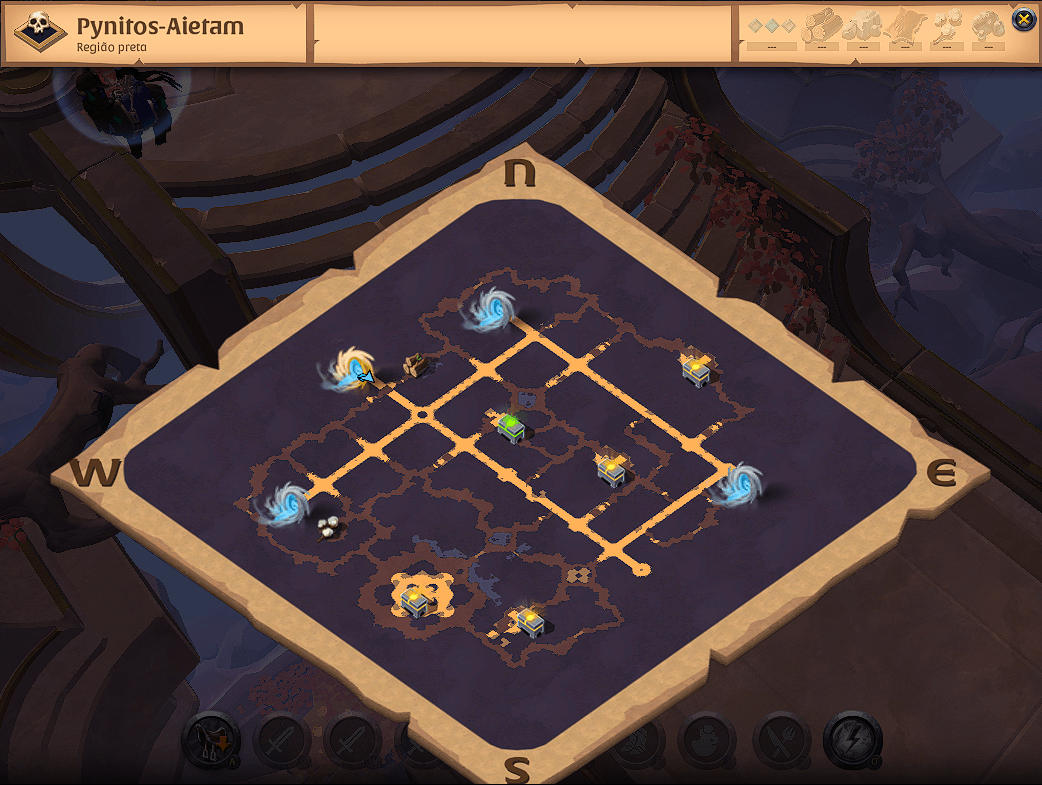 Pynitos-Aietam
Região preta
---
---
---
---
---
---
N
W
E
S
A
Q